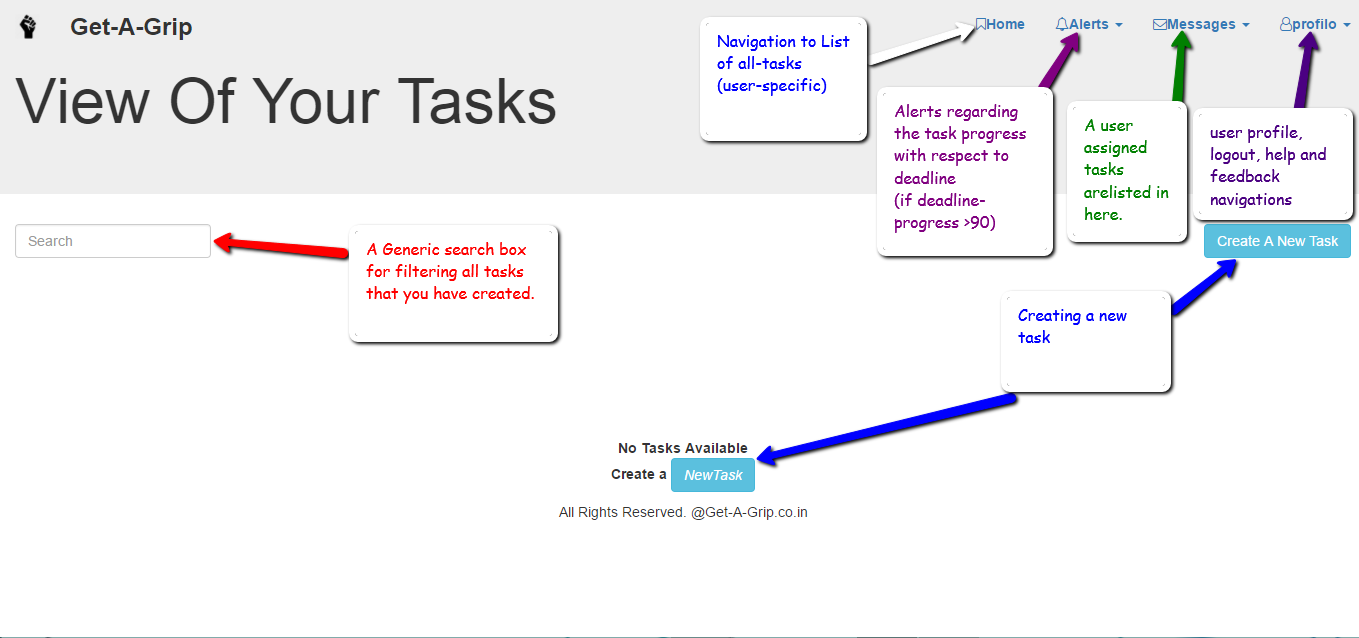 Get-A-Grip
Home
Alerts
Messages
profilo
View Of Your Tasks
Navigation to List
of all-tasks
(user-specific)
Alerts regarding
the task progress
with respect to
deadline
(if deadline-
progress >90)
A user
assigned
tasks
arelisted in
here.
user profile,
logout, help and
feedback
navigations
Search
A Generic search box
for filtering all tasks
that you have created.
Create A New Task
Creating a new
task
No Tasks Available
Create a NewTask
All Rights Reserved. @Get-A-Grip.co.in